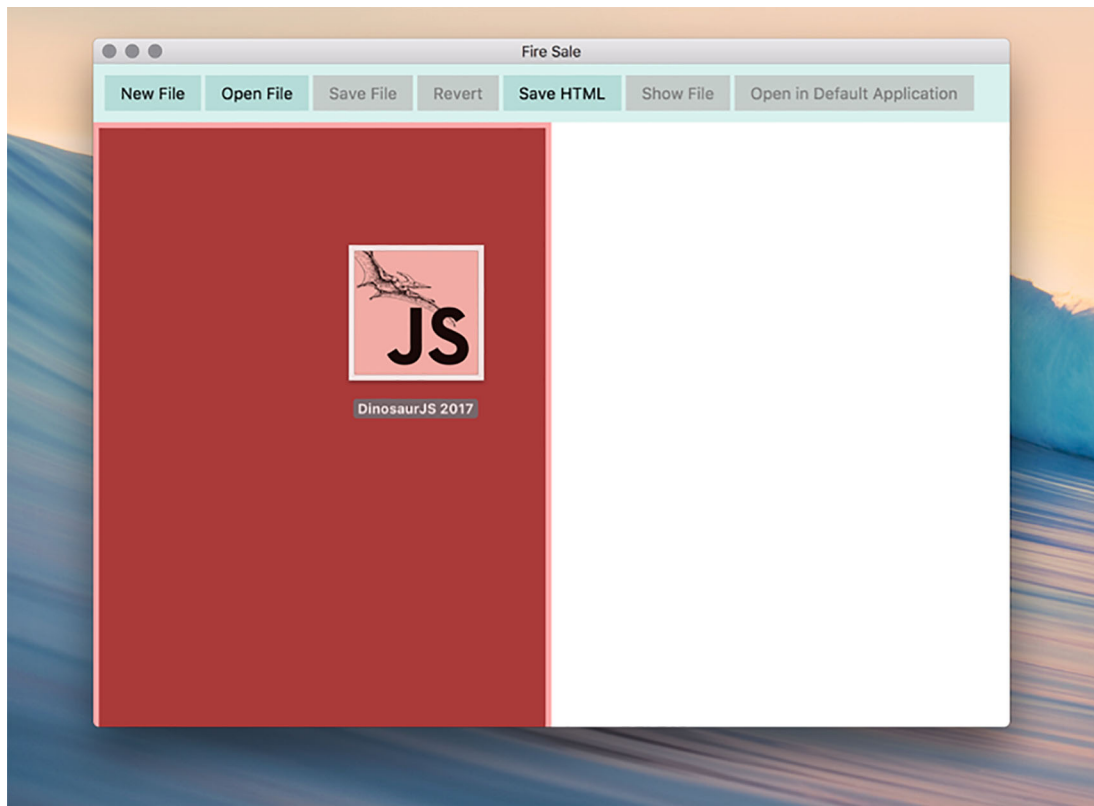 Fire Sale
New File Open File Save File Revert Save HTML Show File Open in Default Application
JS
DinosaurJS 2017